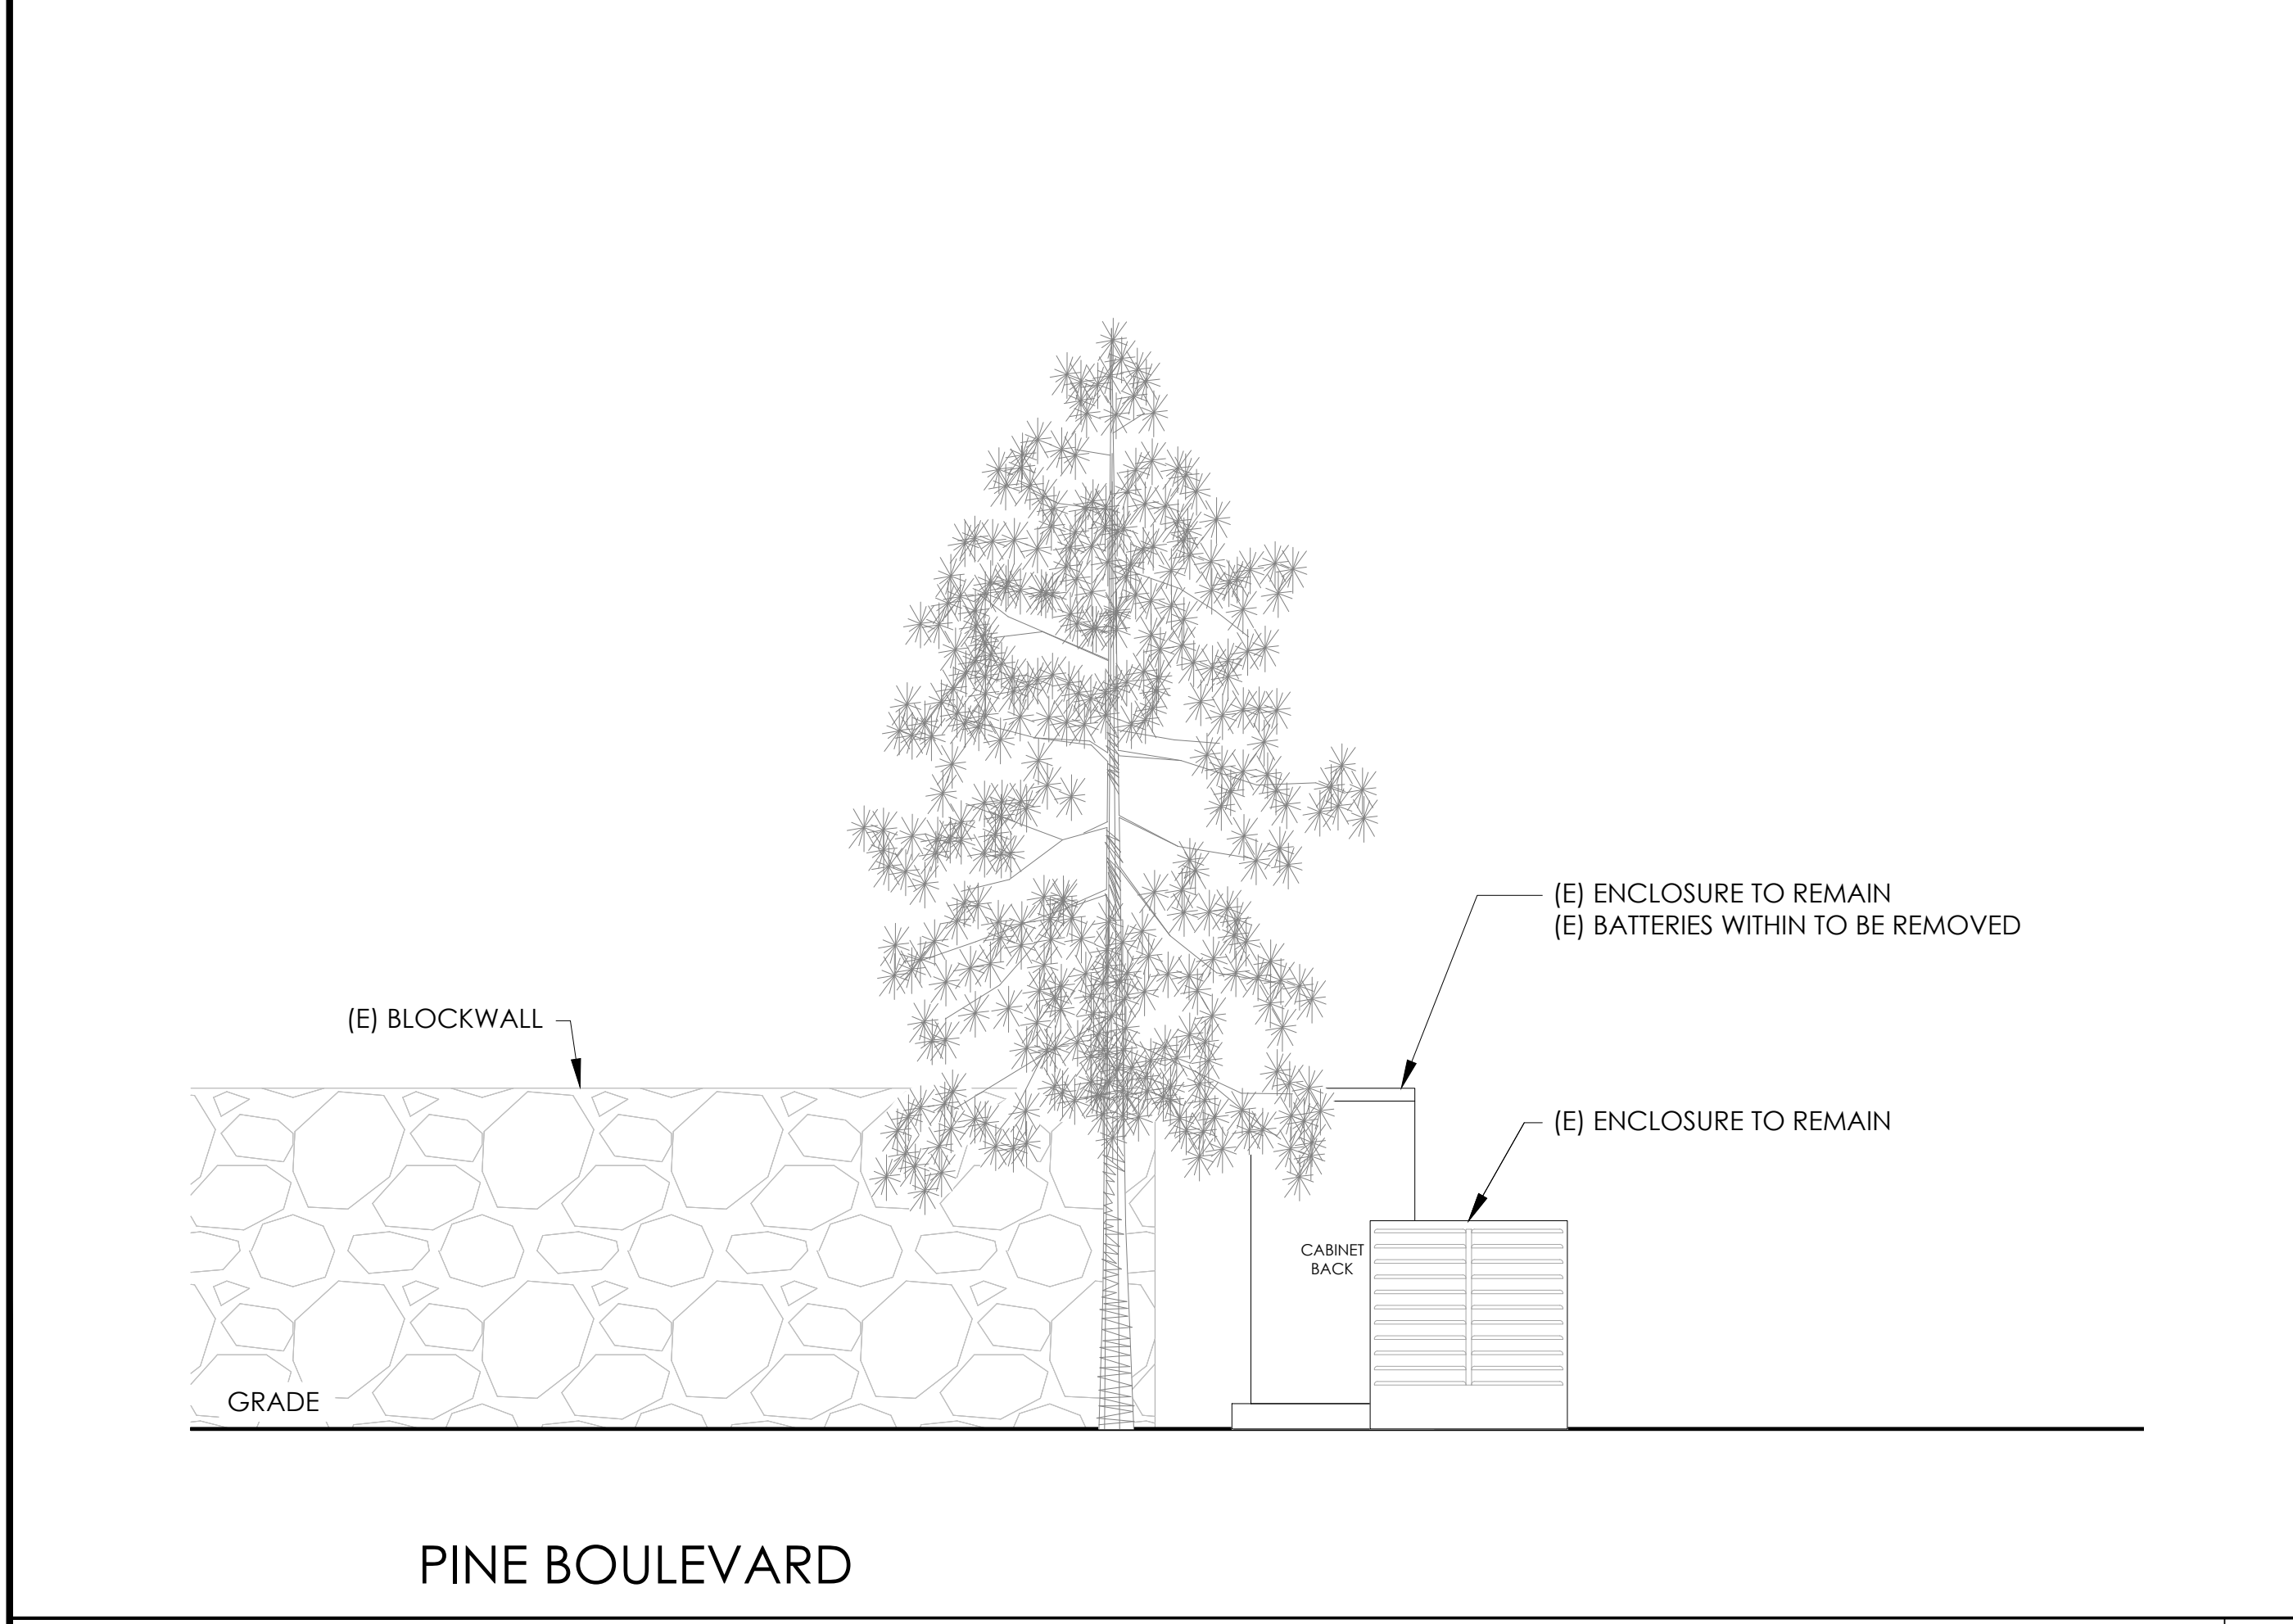 (E) ENCLOSURE TO REMAIN
(E) BATTERIES WITHIN TO BE REMOVED
(E) BLOCKWALL
(E) ENCLOSURE TO REMAIN
CABINET
BACK
GRADE
PINE BOULEVARD